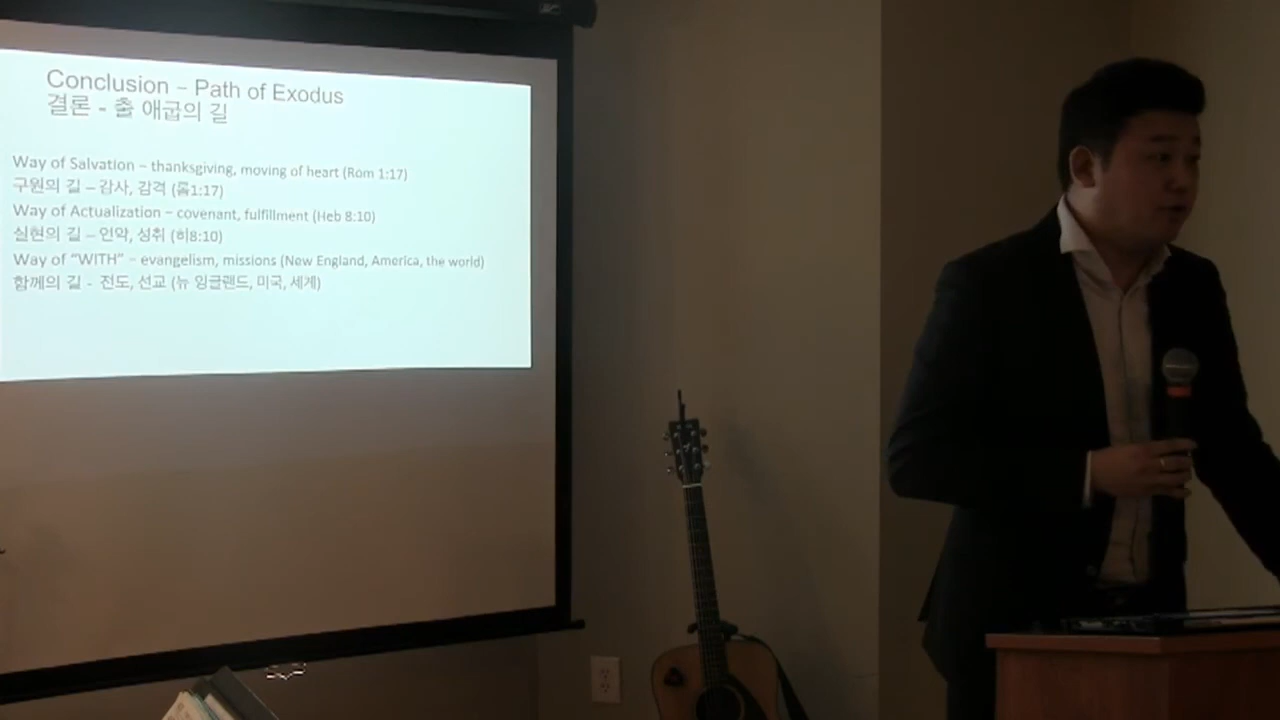 Conclusion – Path of Exodus
결론 - 출 애굽의 길
Way of Salvation – thanksgiving, moving of heart (Rom 1:17)
구원의 길 – 감사, 감격 (롬1:17)
Way of Actualization – covenant, fulfillment (Heb 8:10)
실현의 길 – 언약, 성취 (히8:10)
Way of “WITH” – evangelism, missions (New England, America, the world)
함께의 길 - 전도, 선교 (뉴 잉글랜드, 미국, 세계)